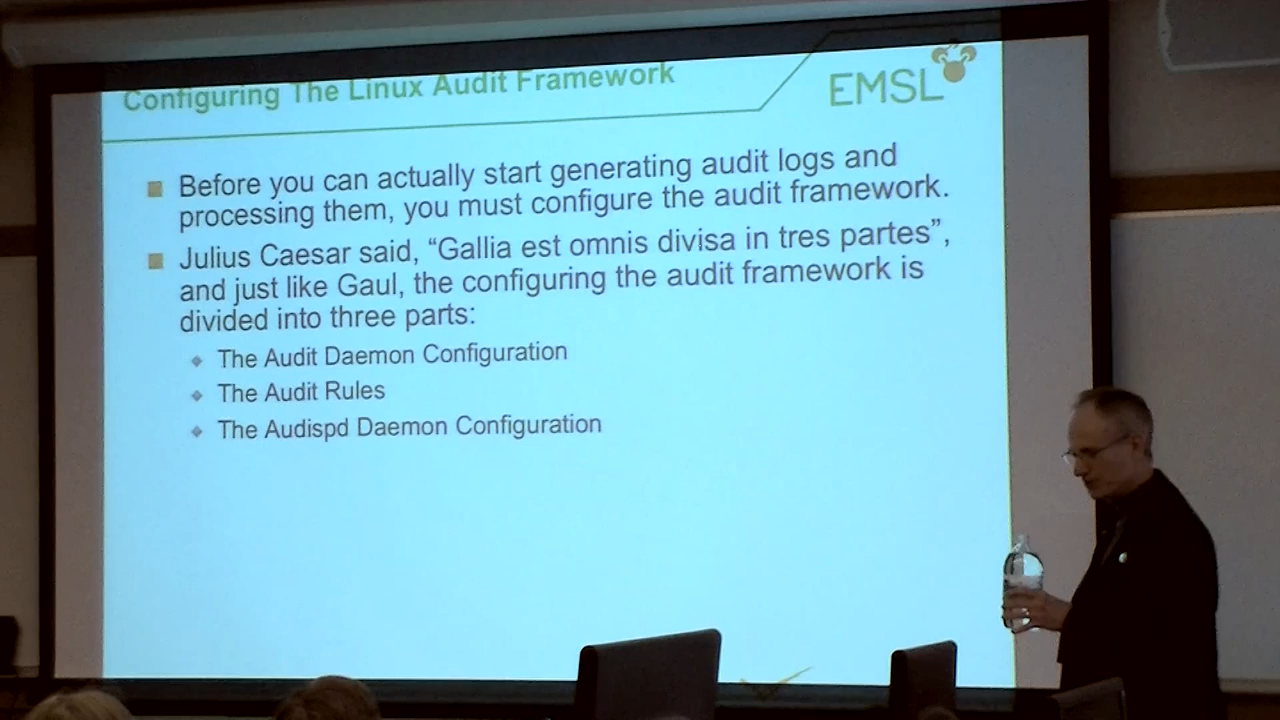 Configuring The Linux Audit Framework
EMSL
Before you can actually start generating audit logs and
processing them, you must configure the audit framework.
Julius Caesar said, “Gallia est omnis divisa in tres partes”,
and just like Gaul, the configuring the audit framework is
divided into three parts:
The Audit Daemon Configuration
The Audit Rules
The Audispd Daemon Configuration